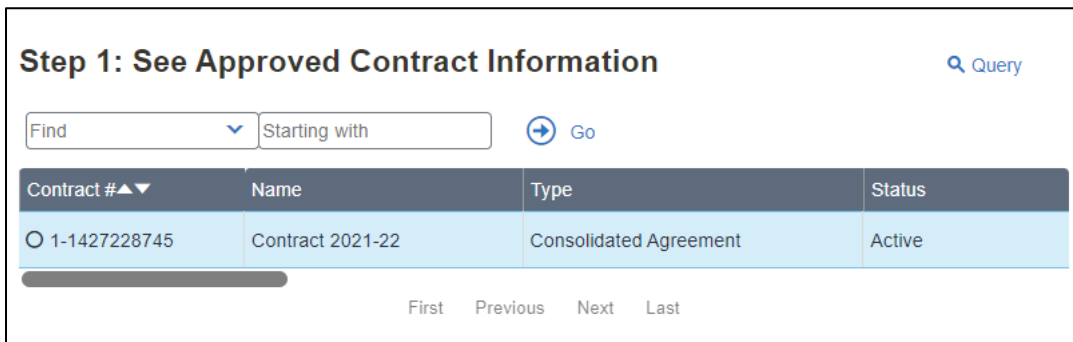 Step 1: See Approved Contract Information
Query
Find Starting with Go
Contract #▲▼ Name Type Status
1-1427228745 Contract 2021-22 Consolidated Agreement Active
First Previous Next Last